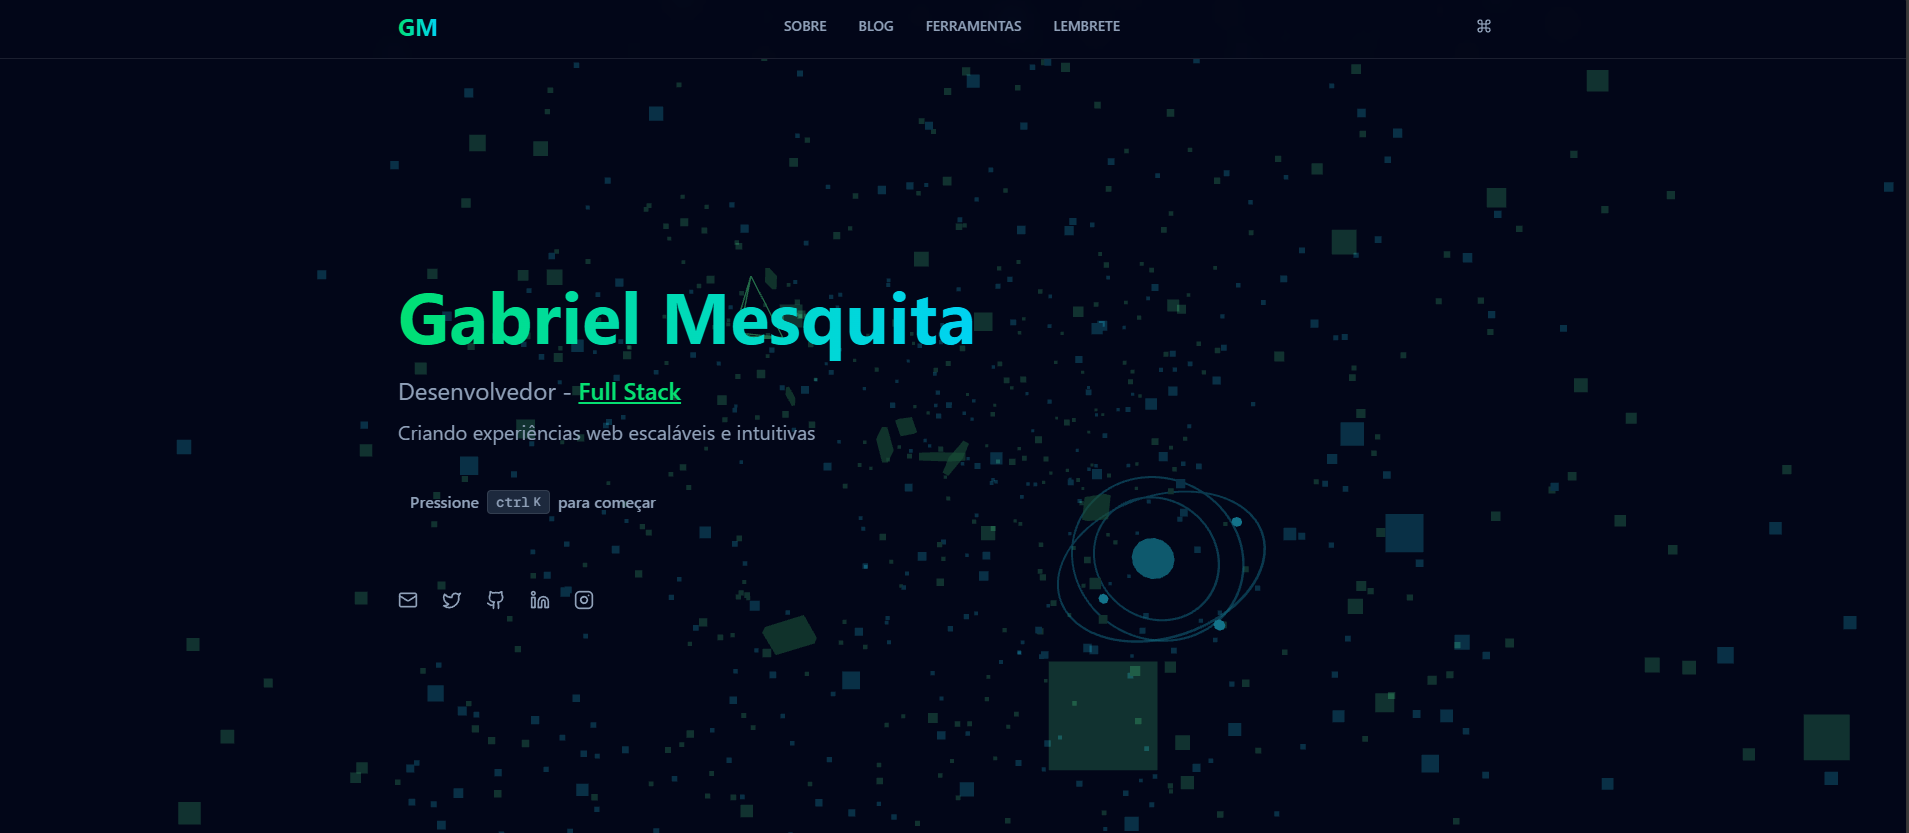 GM
SOBRE BLOG FERRAMENTAS LEMBRETE ⌘
Gabriel Mesquita
Desenvolvedor - Full Stack
Criando experiências web escaláveis e intuitivas
Pressione ctrl K para começar